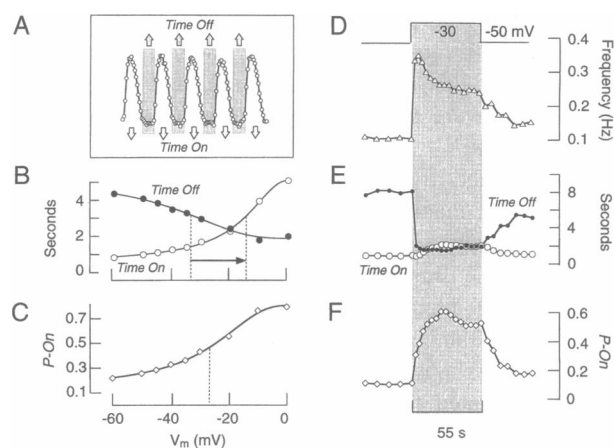 A
Time Off
Time On
B
Seconds
4
2
0
Time Off
Time On
C
P-On
0.7
0.5
0.3
0.1
-60
-40
-20
0
Vm (mV)
D
-30
-50 mV
Frequency (Hz)
0.4
0.3
0.2
0.1
E
Time Off
Time On
8
4
2
0
Seconds
F
0.6
0.4
0.2
0
P-On
55 s